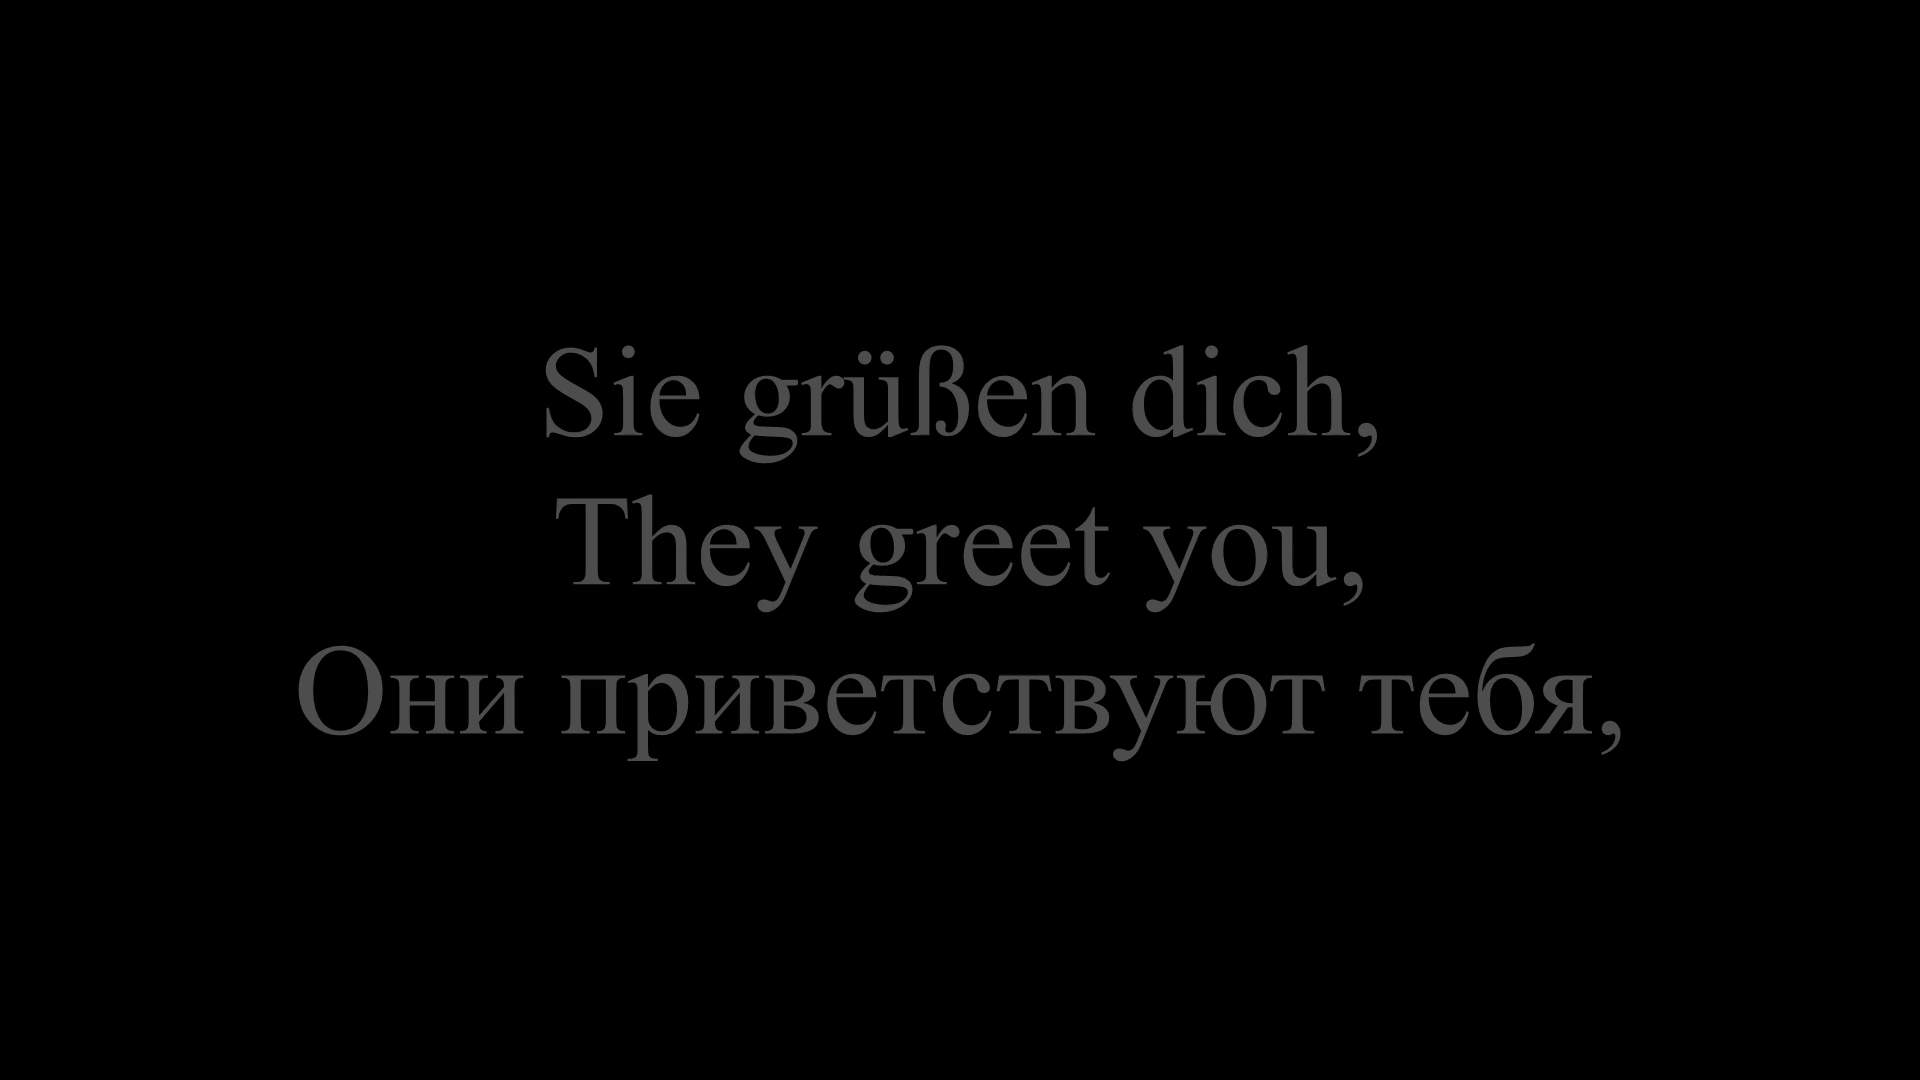 Sie grüßen dich,
They greet you,
Они приветствуют тебя,